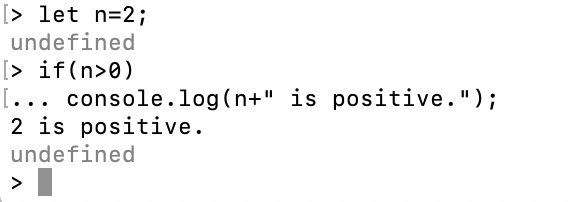 [> let n=2;
undefined
[> if(n>0)
[... console.log(n+" is positive.");
2 is positive.
undefined
>